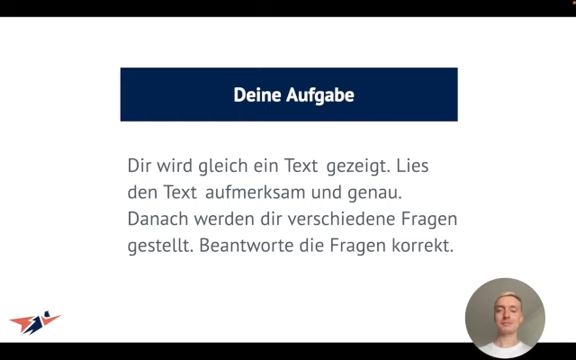 Deine Aufgabe
Dir wird gleich ein Text gezeigt. Lies
den Text aufmerksam und genau.
Danach werden dir verschiedene Fragen
gestellt. Beantworte die Fragen korrekt.